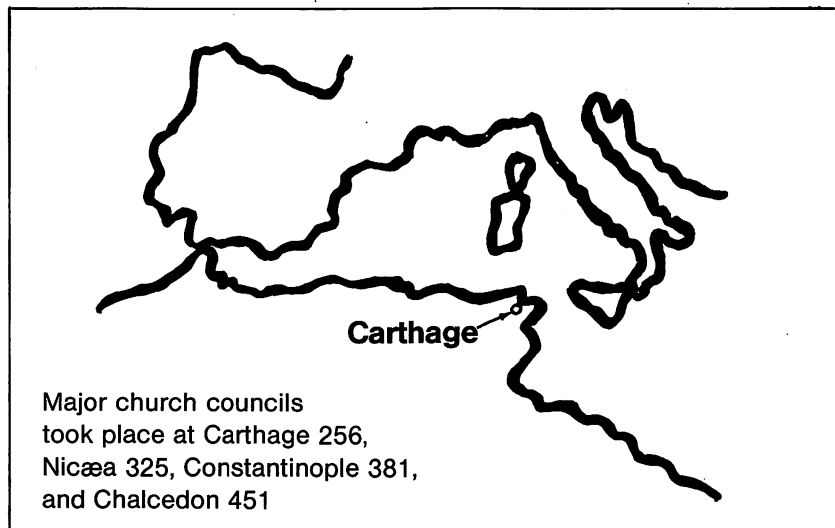 Carthage
Major church councils
took place at Carthage 256,
Nicæa 325, Constantinople 381,
and Chalcedon 451